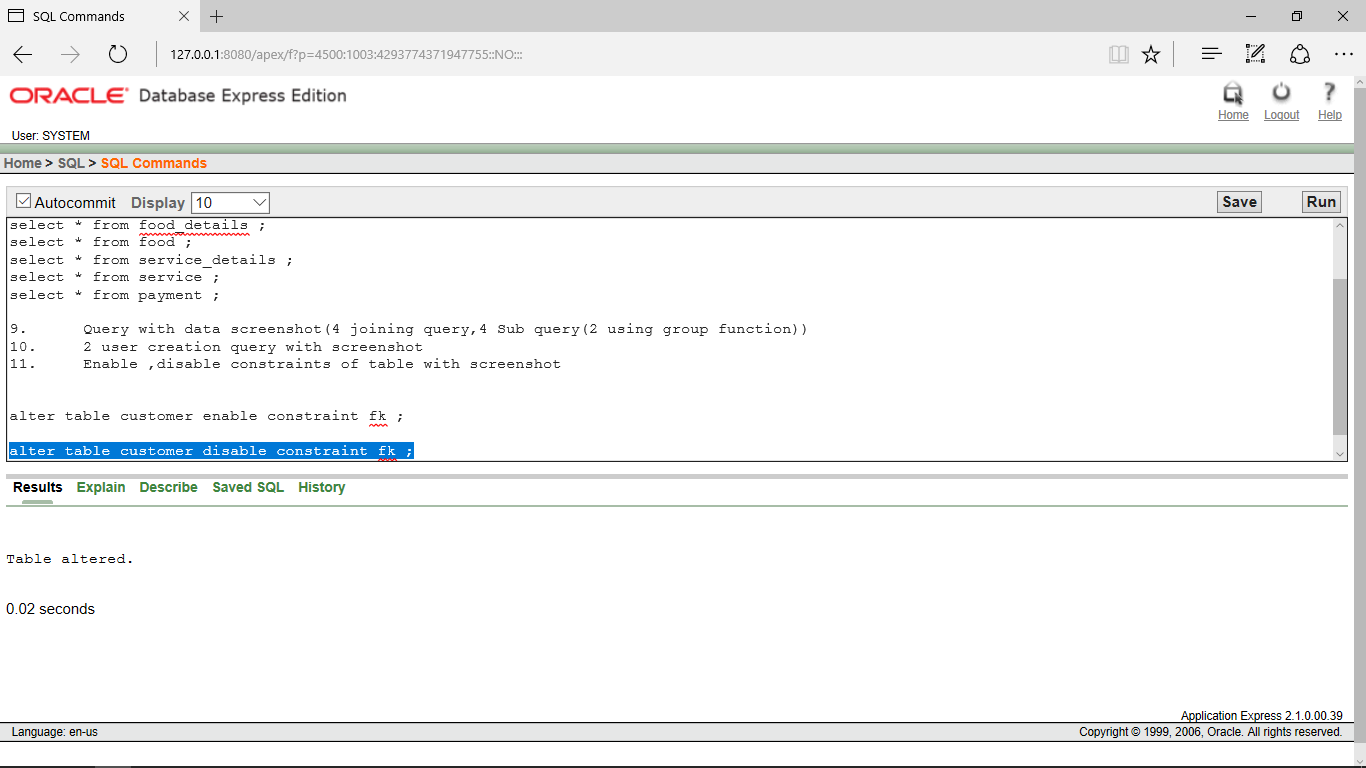 SQL Commands
127.0.0.1:8080/apex/f?p=4500:1003:4293774371947755::NO:::
ORACLE Database Express Edition
Home Logout Help
User: SYSTEM
Home > SQL > SQL Commands
Autocommit Display 10 Save Run
select * from food_details ;
select * from food ;
select * from service_details ;
select * from service ;
select * from payment ;
9. Query with data screenshot(4 joining query,4 Sub query(2 using group function))
10. 2 user creation query with screenshot
11. Enable ,disable constraints of table with screenshot
alter table customer enable constraint fk ;
alter table customer disable constraint fk ;
Results Explain Describe Saved SQL History
Table altered.
0.02 seconds
Application Express 2.1.0.00.39
Language: en-us Copyright © 1999, 2006, Oracle. All rights reserved.